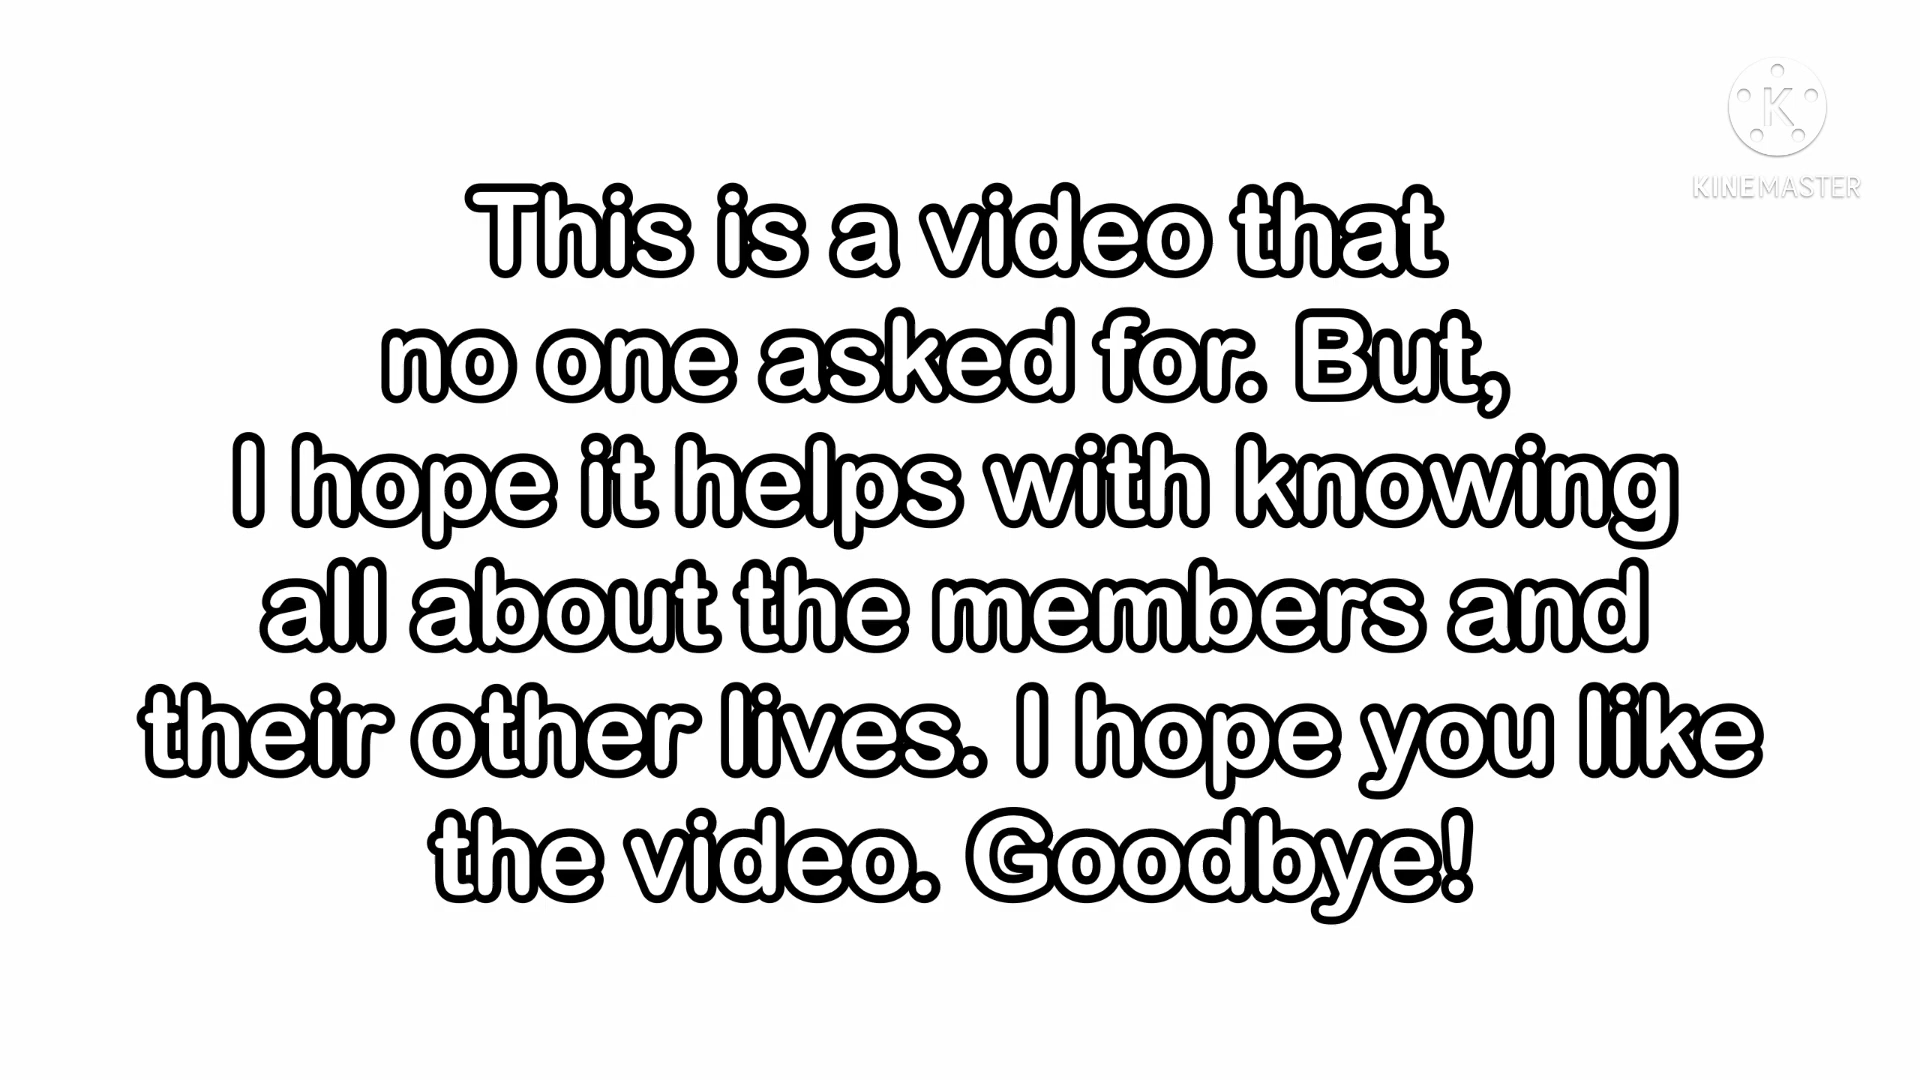 K
KINEMASTER
This is a video that
no one asked for. But,
I hope it helps with knowing
all about the members and
their other lives. I hope you like
the video. Goodbye!